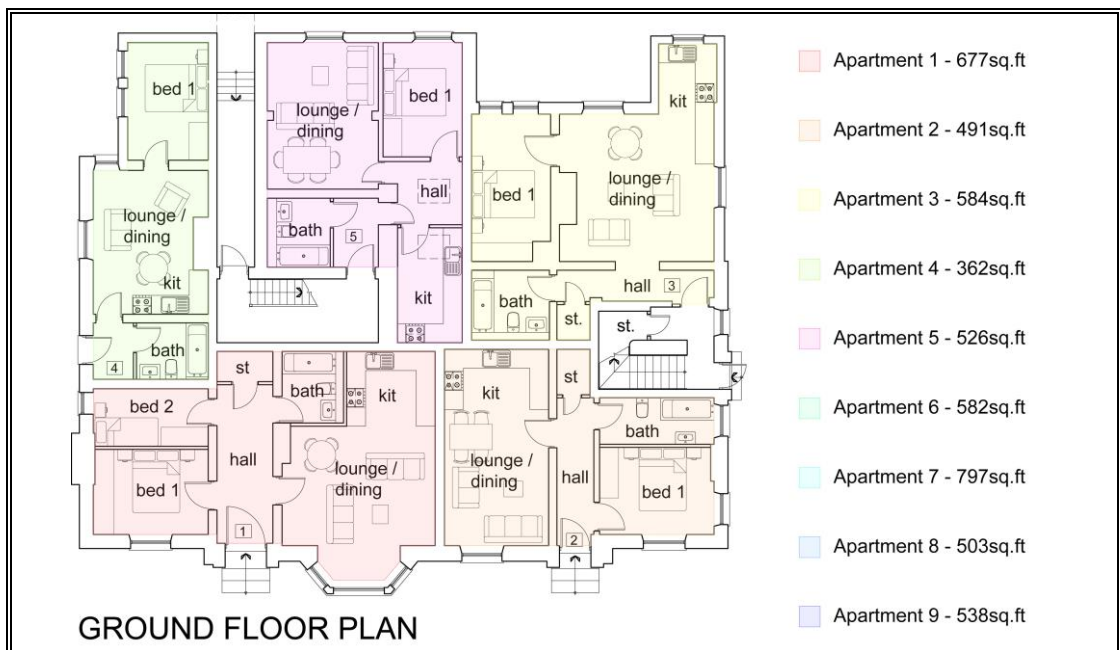 bed 1
lounge /
dining
kit
bath
4
lounge /
dining
bed 1
hall
bath
5
kit
kit
lounge /
dining
bed 1
hall
3
bath
st.
st.
st
bath
kit
bed 2
hall
bed 1
lounge /
dining
1
kit
st
bath
lounge /
dining
hall
bed 1
2
GROUND FLOOR PLAN
Apartment 1 - 677sq.ft
Apartment 2 - 491sq.ft
Apartment 3 - 584sq.ft
Apartment 4 - 362sq.ft
Apartment 5 - 526sq.ft
Apartment 6 - 582sq.ft
Apartment 7 - 797sq.ft
Apartment 8 - 503sq.ft
Apartment 9 - 538sq.ft